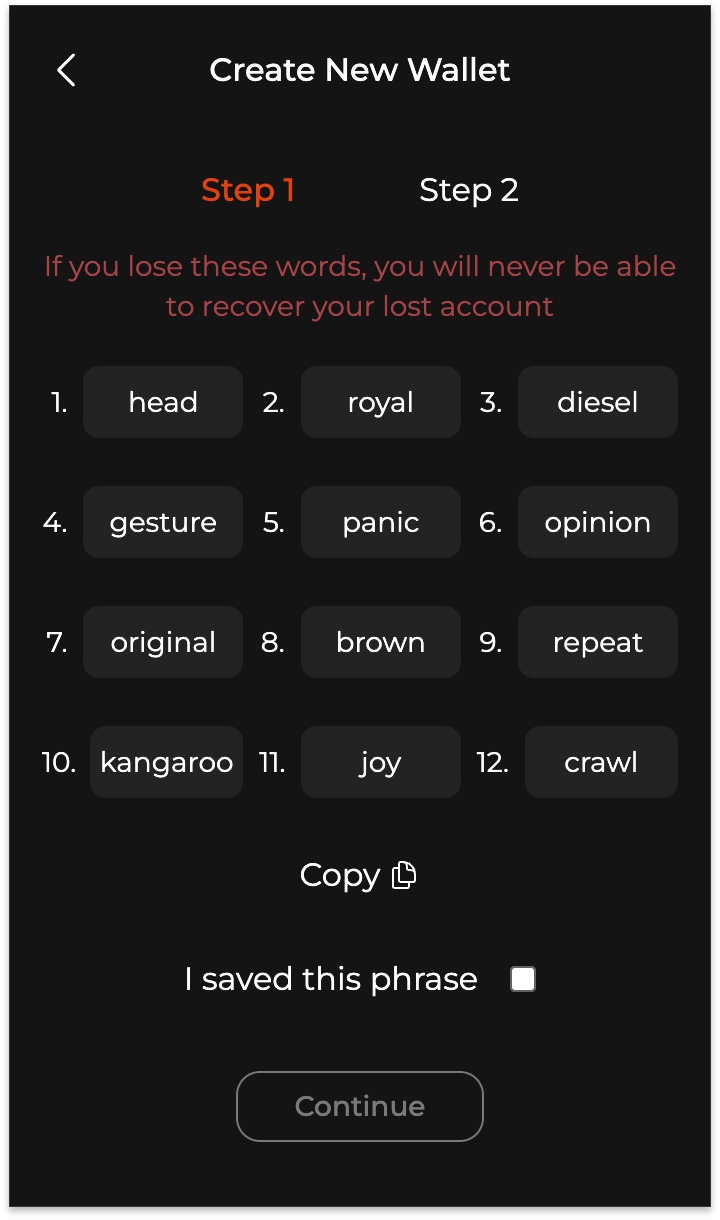 Create New Wallet
Step 1 Step 2
If you lose these words, you will never be able
to recover your lost account
1. head 2. royal 3. diesel
4. gesture 5. panic 6. opinion
7. original 8. brown 9. repeat
10. kangaroo 11. joy 12. crawl
Copy
I saved this phrase
Continue